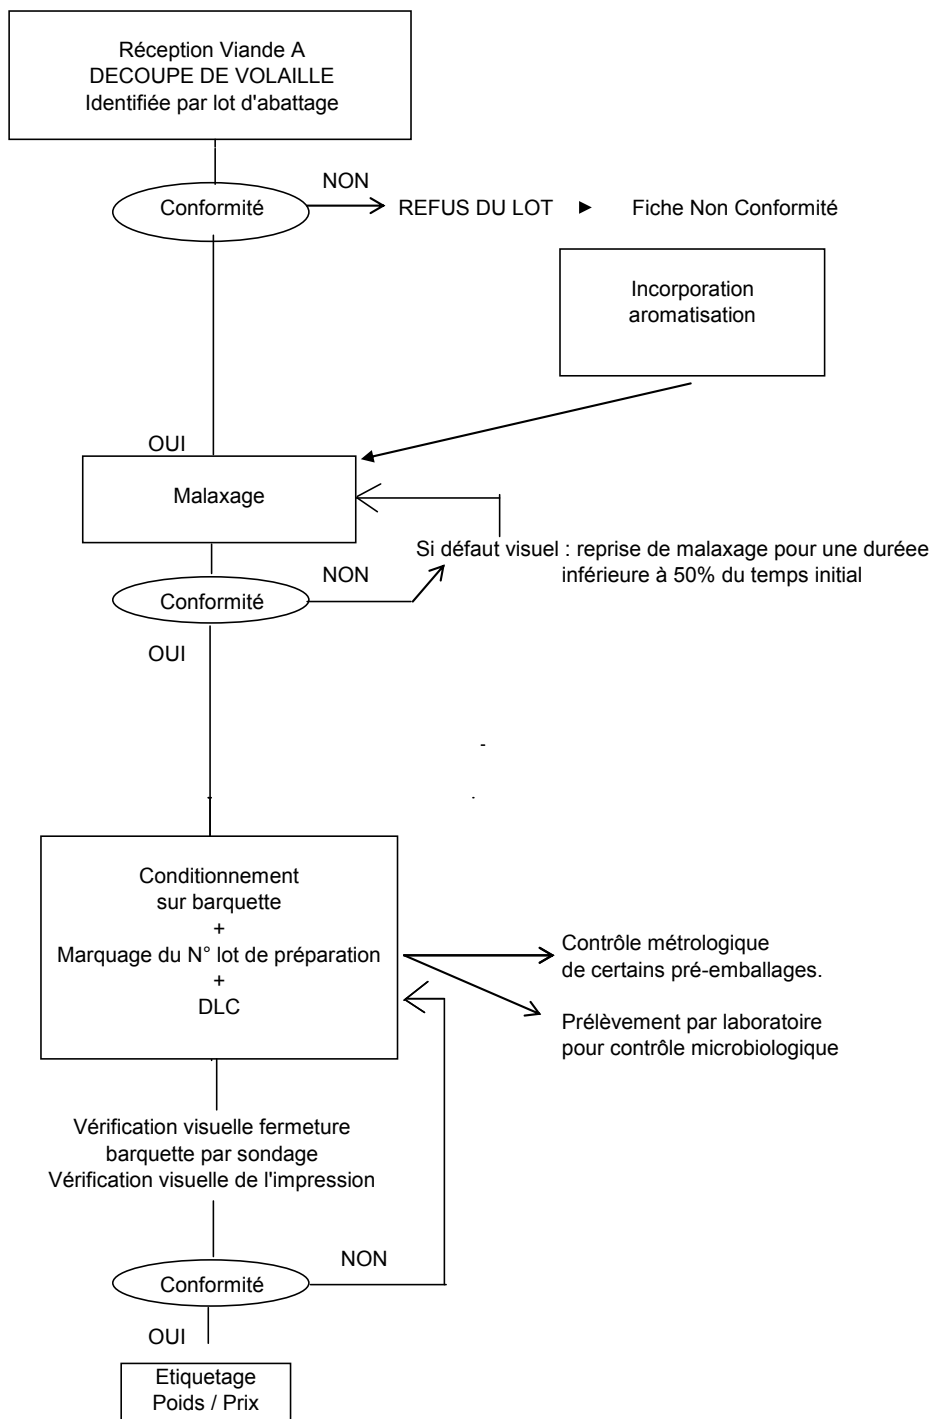 Réception Viande A
DECOUPE DE VOLAILLE
Identifiée par lot d'abattage
NON
Conformité
REFUS DU LOT ► Fiche Non Conformité
Incorporation
aromatisation
OUI
Malaxage
Si défaut visuel : reprise de malaxage pour une duréee
inférieure à 50% du temps initial
NON
Conformité
OUI
-
Conditionnement
sur barquette
+
Marquage du N° lot de préparation
+
DLC
Contrôle métrologique
de certains pré-emballages.
Prélèvement par laboratoire
pour contrôle microbiologique
Vérification visuelle fermeture
barquette par sondage
Vérification visuelle de l'impression
NON
Conformité
OUI
Etiquetage
Poids / Prix